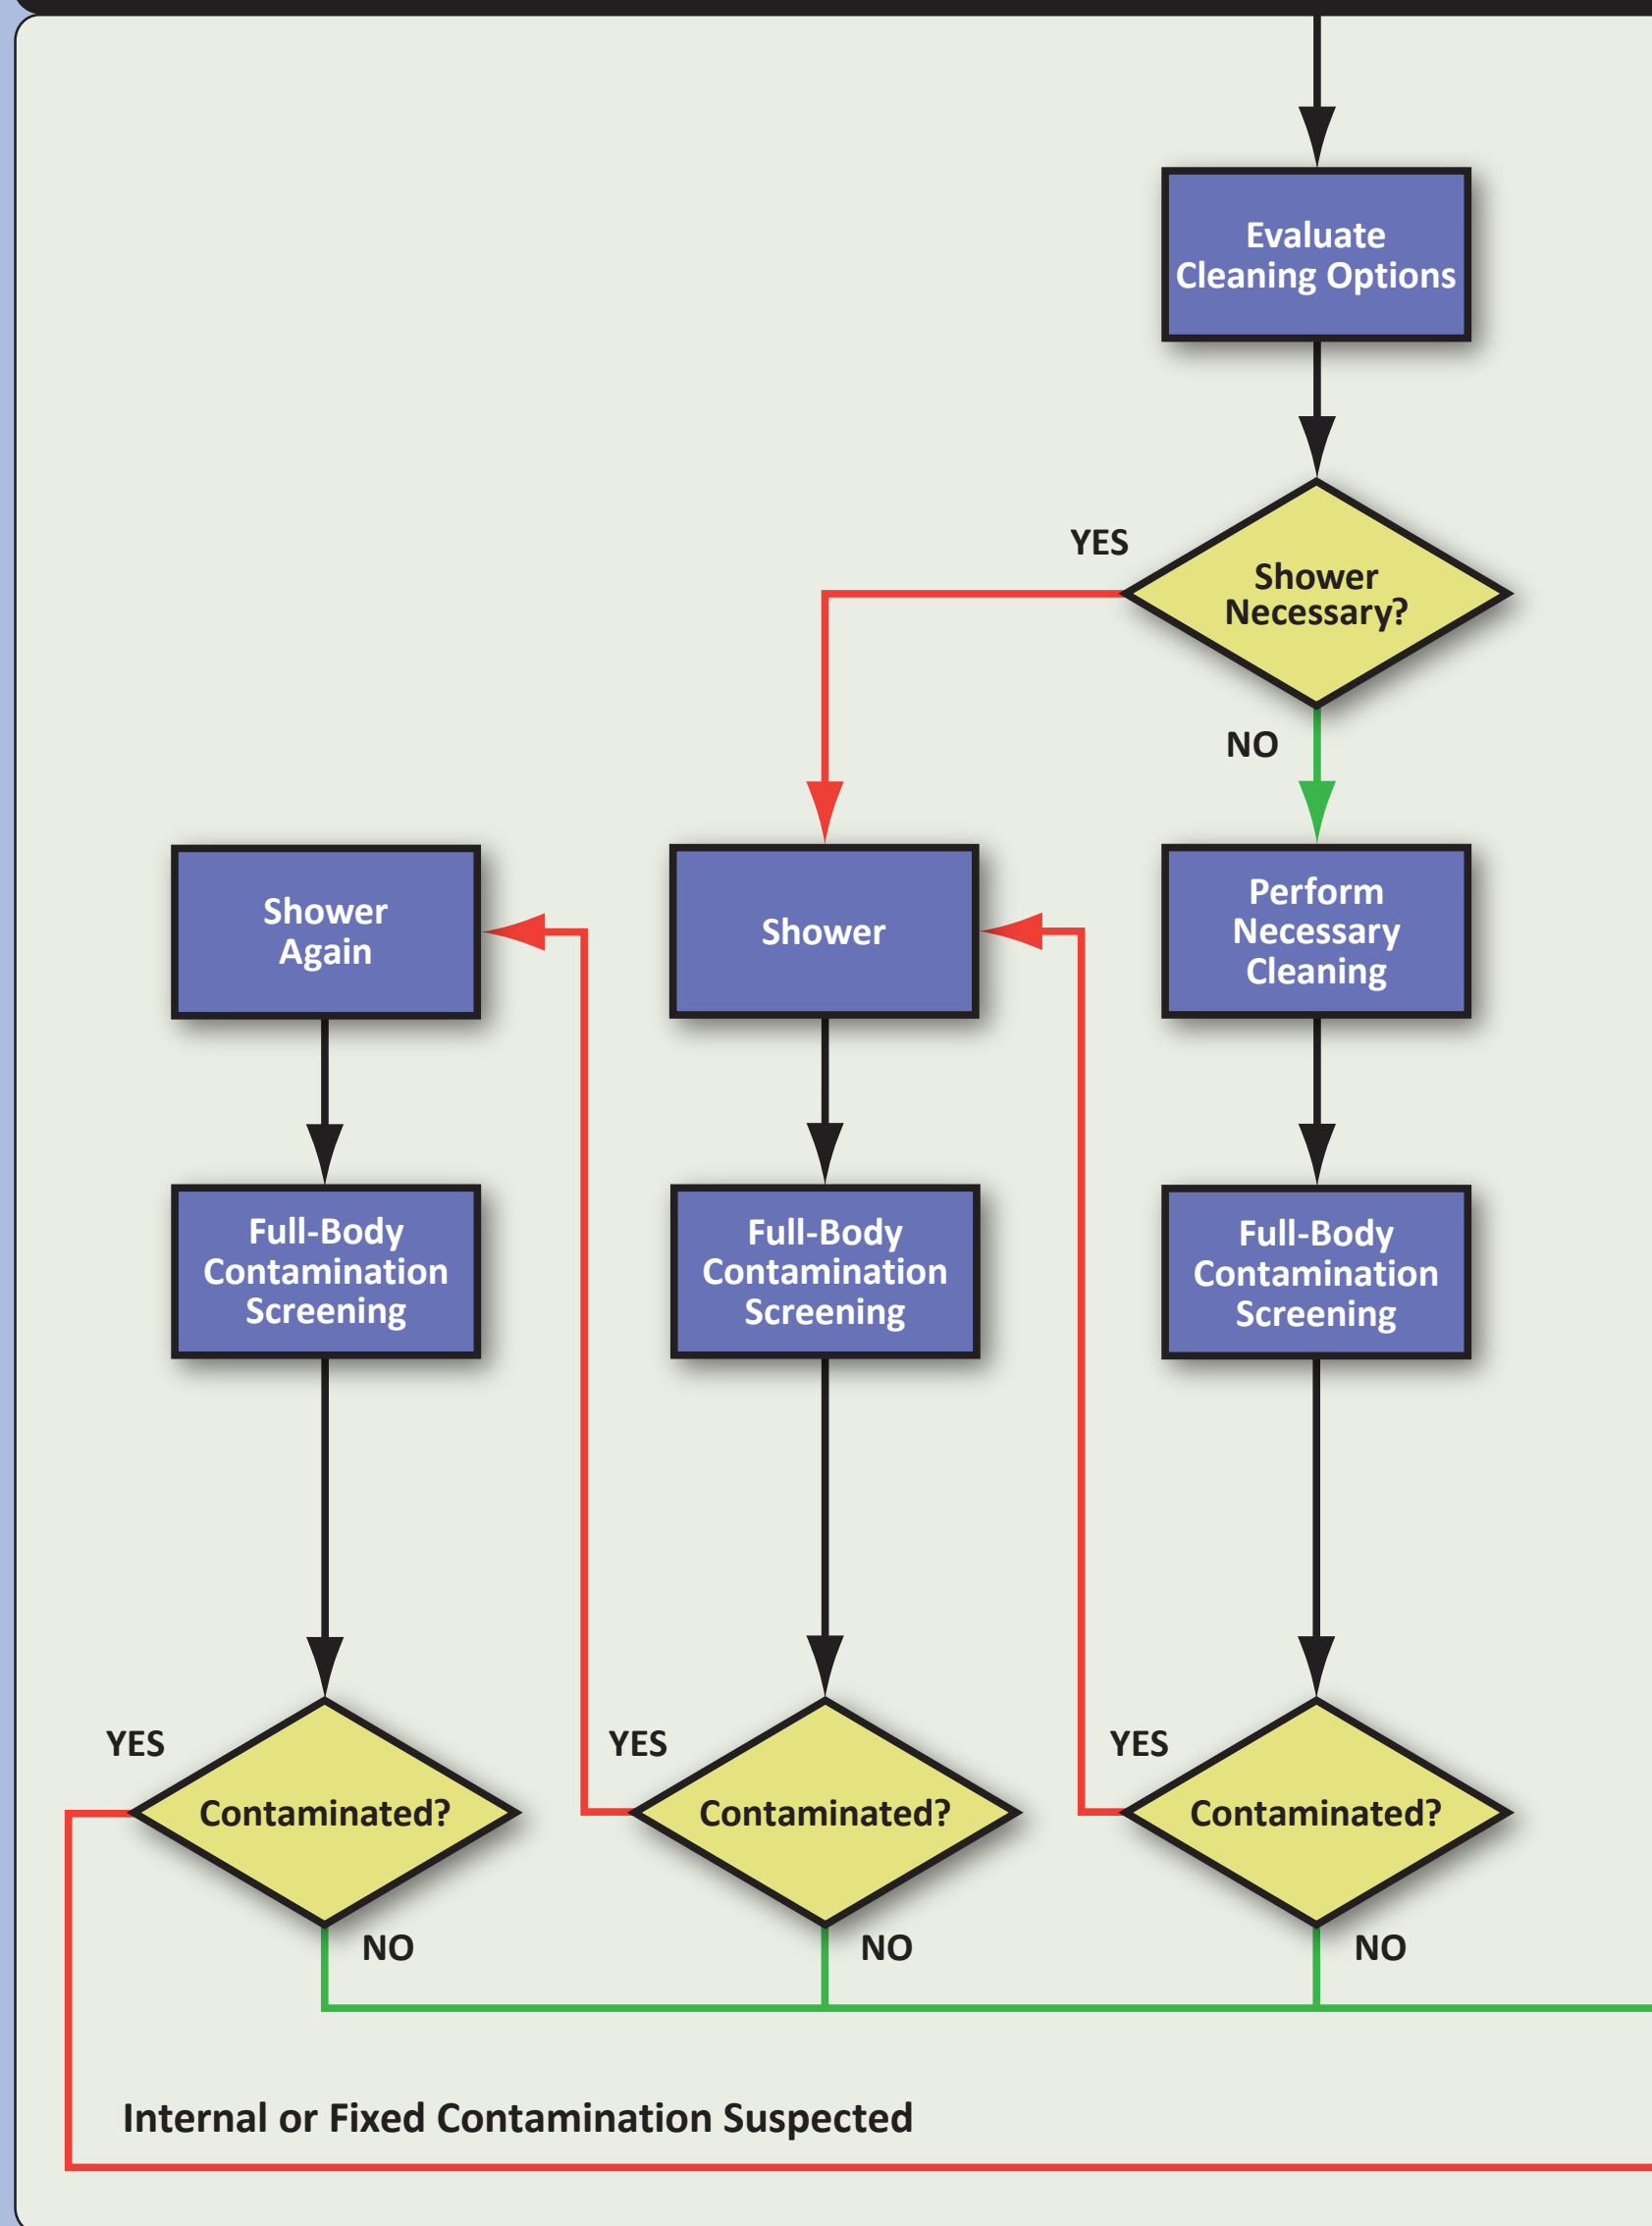 Evaluate
Cleaning Options
YES
Shower
Necessary?
NO
Shower
Again
Shower
Perform
Necessary
Cleaning
Full-Body
Contamination
Screening
Full-Body
Contamination
Screening
Full-Body
Contamination
Screening
YES
Contaminated?
NO
YES
Contaminated?
NO
YES
Contaminated?
NO
Internal or Fixed Contamination Suspected